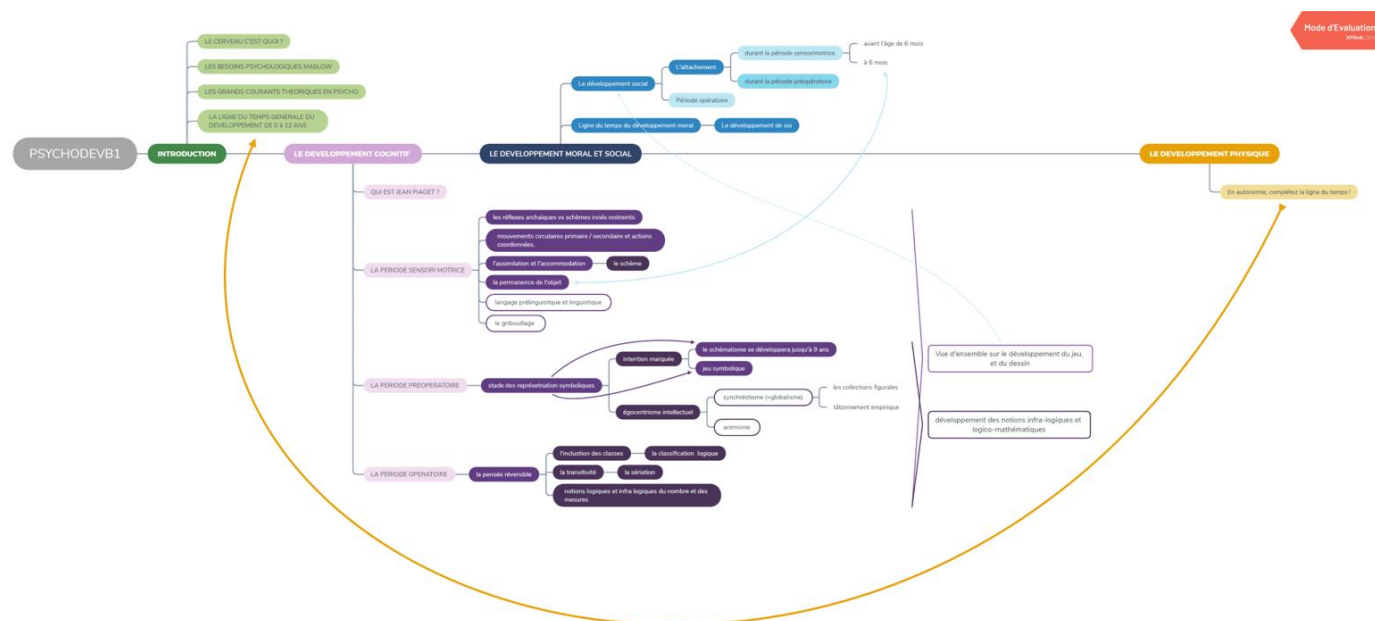 Mode d'Evaluation
XMind
LE CERVEAU C'EST QUOI ?
LES BESOINS PSYCHOLOGIQUES MASLOW
LES GRANDS COURANTS THEORIQUES EN PSYCHO
LA LIGNE DU TEMPS GENERALE DU
DEVELOPPEMENT DE 0 à 12 ANS
PSYCHODEVB1
INTRODUCTION
LE DEVELOPPEMENT COGNITIF
LE DEVELOPPEMENT MORAL ET SOCIAL
LE DEVELOPPEMENT PHYSIQUE
Le développement social
L'attachement
durant la période sensorimotrice
avant l'âge de 6 mois
à 6 mois
durant la période préopératoire
Période opératoire
Ligne du temps du développement moral
Le développement de soi
En autonomie, complétez la ligne du temps !
QUI EST JEAN PIAGET ?
LA PERIODE SENSORI MOTRICE
les réflexes archaiques vs schèmes innés restreints
mouvements circulaires primaire / secondaire et actions
coordonnées.
l'assimilation et l'accommodation
le schème
la permanence de l'objet
langage prélinguisitque et linguistique
le gribouillage
LA PERIODE PREOPERATOIRE
stade des représetnation symboliques
intention marquée
le schématisme se développera jusqu'à 9 ans
jeu symbolique
égocentrisme intellectuel
synchréstisme (=globalisme)
les collections figurales
tâtonnement empirique
animisme
LA PERIODE OPERATOIRE
la pensée réversible
l'inclustion des classes
la classification logique
la transitivité
la sériation
notions logiques et infra logiques du nombre et des
mesures
Vue d'ensemble sur le développement du jeu,
et du dessin
développement des notions infra-logiques et
logico-mathématiques